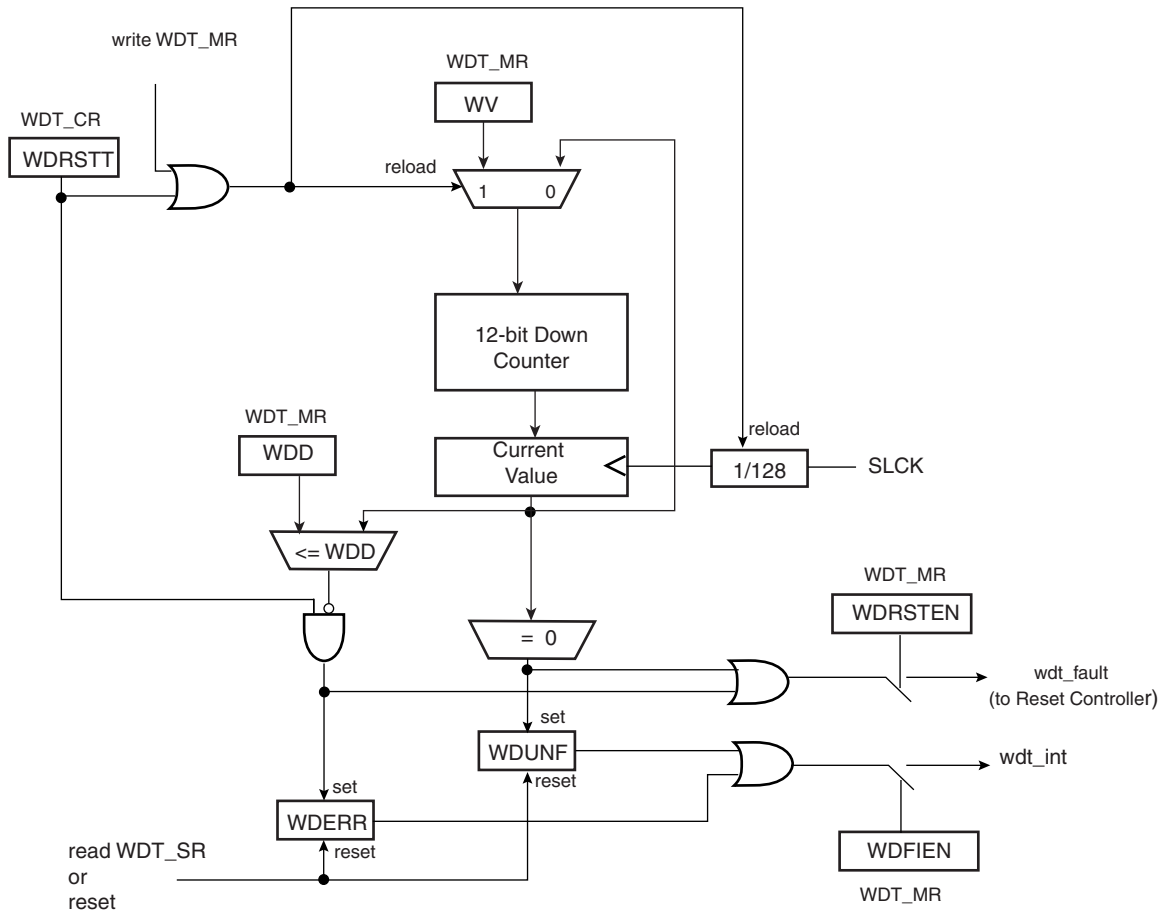 write WDT_MR
WDT_MR
WV
WDT_CR
WDRSTT
reload
1 0
12-bit Down
Counter
WDT_MR
WDD
Current
Value
reload
1/128
SLCK
<= WDD
WDT_MR
WDRSTEN
= 0
wdt_fault
(to Reset Controller)
set
WDUNF
reset
wdt_int
set
WDERR
reset
WDFIEN
WDT_MR
read WDT_SR
or
reset